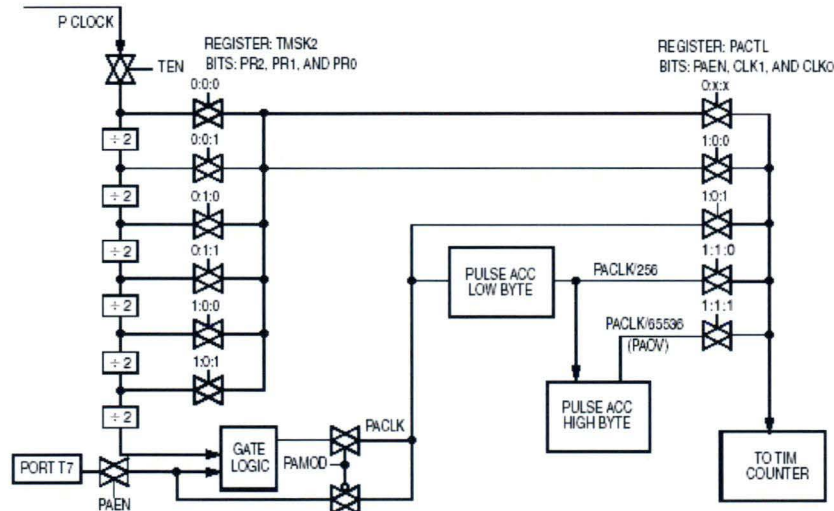 P CLOCK
TEN
REGISTER: TMSK2
BITS: PR2, PR1, AND PR0
REGISTER: PACTL
BITS: PAEN, CLK1, AND CLK0
0:0:0
0:x:x
÷ 2
0:0:1
1:0:0
÷ 2
0:1:0
1:0:1
÷ 2
0:1:1
PULSE ACC
LOW BYTE
PACLK/256
1:1:0
÷ 2
1:0:0
PACLK/65536
(PAOV)
1:1:1
÷ 2
1:0:1
÷ 2
PULSE ACC
HIGH BYTE
GATE
LOGIC
PACLK
PAMOD
PORT T7
PAEN
TO TIM
COUNTER